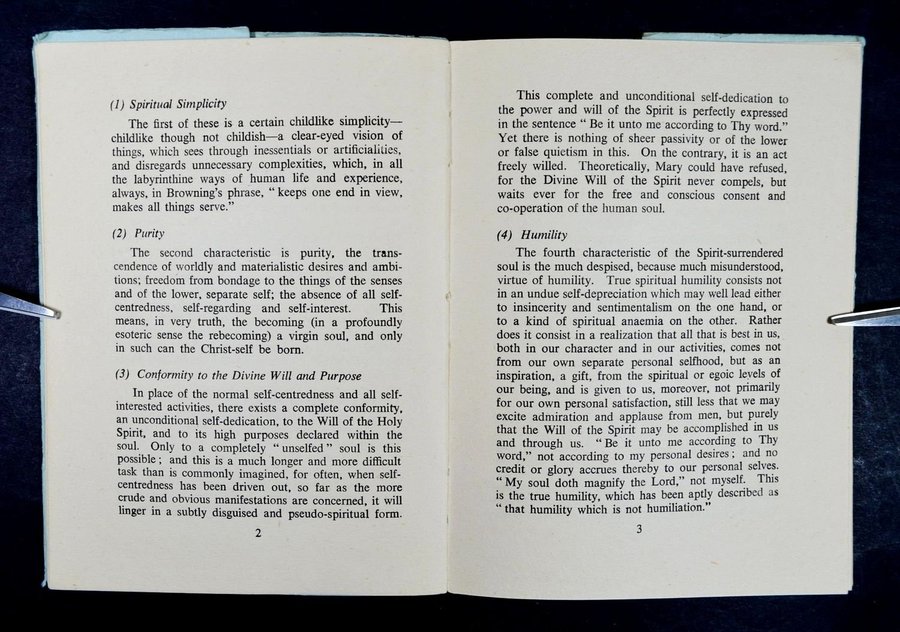 (1) Spiritual Simplicity
The first of these is a certain childlike simplicity—
childlike though not childish—a clear-eyed vision of
things, which sees through inessentials or artificialities,
and disregards unnecessary complexities, which, in all
the labyrinthine ways of human life and experience,
always, in Browning's phrase, “ keeps one end in view,
makes all things serve.”
(2) Purity
The second characteristic is purity, the trans-
cendence of worldly and materialistic desires and ambi-
tions; freedom from bondage to the things of the senses
and of the lower, separate self; the absence of all self-
centredness, self-regarding and self-interest. This
means, in very truth, the becoming (in a profoundly
esoteric sense the rebecoming) a virgin soul, and only
in such can the Christ-self be born.
(3) Conformity to the Divine Will and Purpose
In place of the normal self-centredness and all self-
interested activities, there exists a complete conformity,
an unconditional self-dedication, to the Will of the Holy
Spirit, and to its high purposes declared within the
soul. Only to a completely “unselfed” soul is this
possible ; and this is a much longer and more difficult
task than is commonly imagined, for often, when self-
centredness has been driven out, so far as the more
crude and obvious manifestations are concerned, it will
linger in a subtly disguised and pseudo-spiritual form.
2
This complete and unconditional self-dedication to
the power and will of the Spirit is perfectly expressed
in the sentence “ Be it unto me according to Thy word.”
Yet there is nothing of sheer passivity or of the lower
or false quietism in this. On the contrary, it is an act
freely willed. Theoretically, Mary could have refused,
for the Divine Will of the Spirit never compels, but
waits ever for the free and conscious consent and
co-operation of the human soul.
(4) Humility
The fourth characteristic of the Spirit-surrendered
soul is the much despised, because much misunderstood,
virtue of humility. True spiritual humility consists not
in an undue self-depreciation which may well lead either
to insincerity and sentimentalism on the one hand, or
to a kind of spiritual anaemia on the other. Rather
does it consist in a realization that all that is best in us,
both in our character and in our activities, comes not
from our own separate personal selfhood, but as an
inspiration, a gift, from the spiritual or egoic levels of
our being, and is given to us, moreover, not primarily
for our own personal satisfaction, still less that we may
excite admiration and applause from men, but purely
that the Will of the Spirit may be accomplished in us
and through us. “Be it unto me according to Thy
word,” not according to my personal desires ; and no
credit or glory accrues thereby to our personal selves.
“ My soul doth magnify the Lord,” not myself. This
is the true humility, which has been aptly described as
“ that humility which is not humiliation.”
3